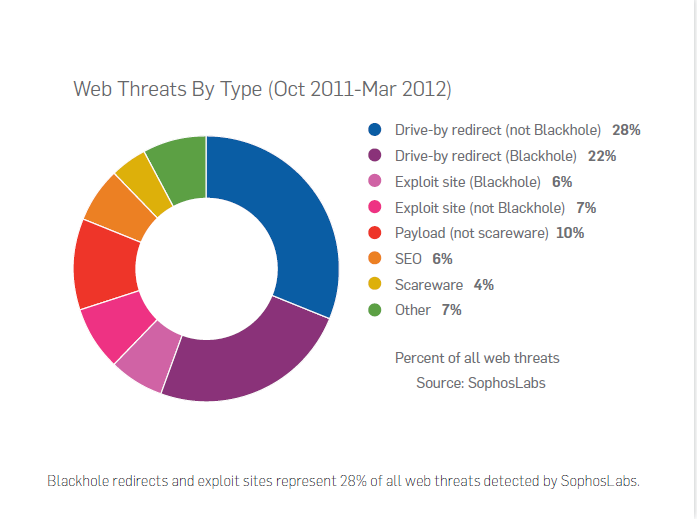 Web Threats By Type (Oct 2011-Mar 2012)
Drive-by redirect (not Blackhole) 28%
Drive-by redirect (Blackhole) 22%
Exploit site (Blackhole) 6%
Exploit site (not Blackhole) 7%
Payload (not scareware) 10%
SEO 6%
Scareware 4%
Other 7%
Percent of all web threats
Source: SophosLabs
Blackhole redirects and exploit sites represent 28% of all web threats detected by SophosLabs.